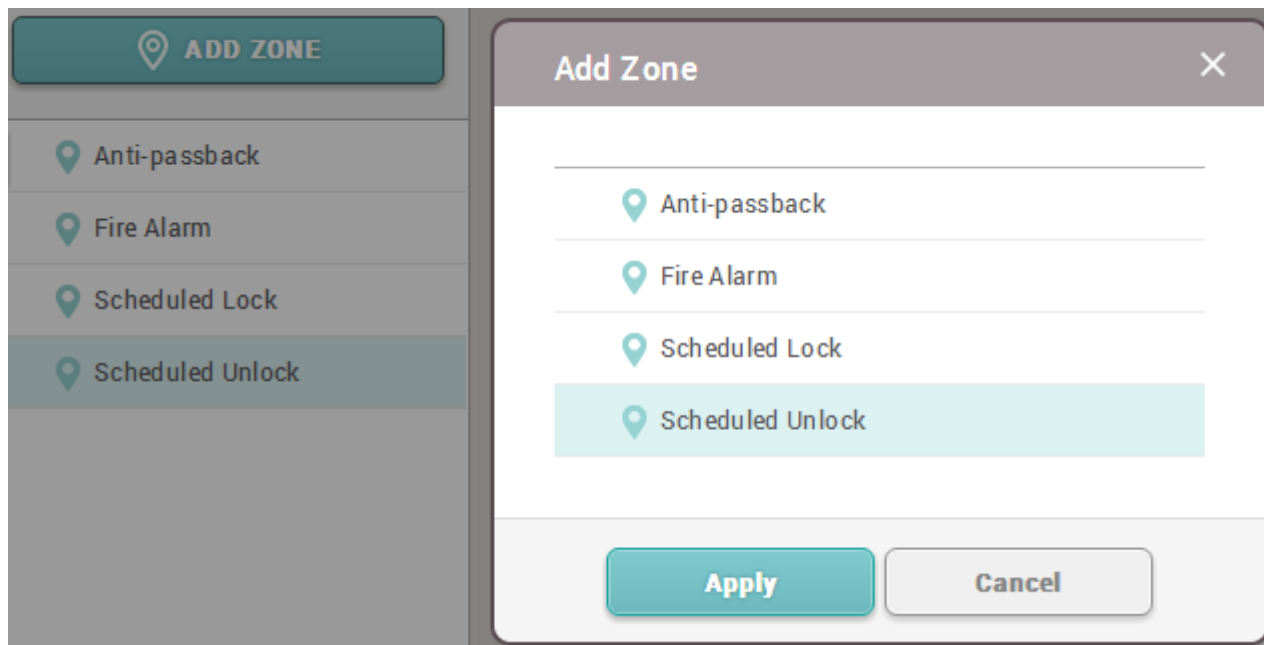 ADD ZONE
Anti-passback
Fire Alarm
Scheduled Lock
Scheduled Unlock
Add Zone
Anti-passback
Fire Alarm
Scheduled Lock
Scheduled Unlock
Apply
Cancel